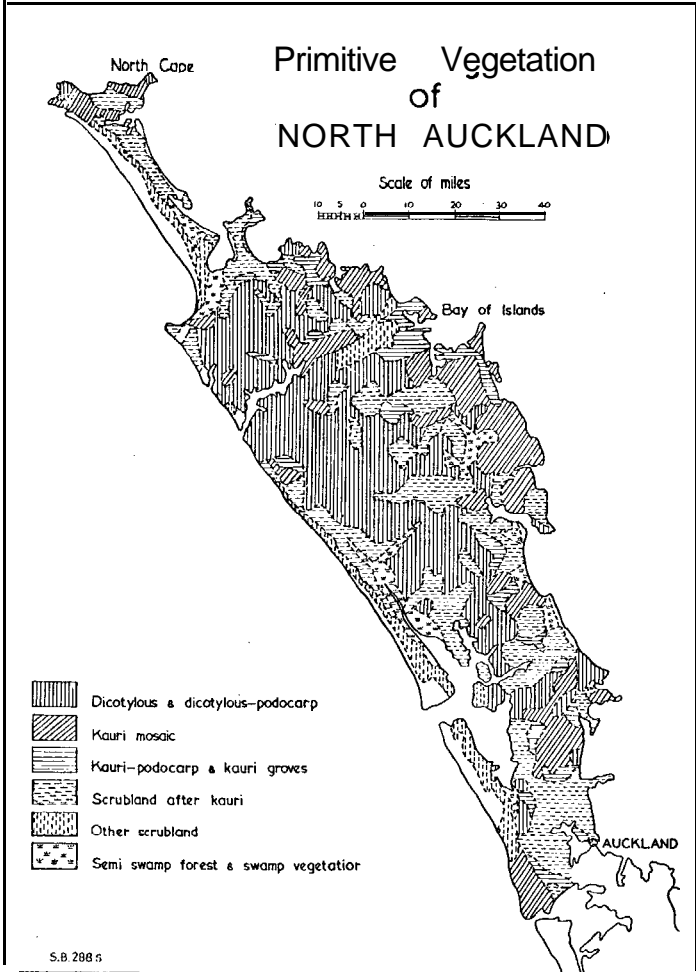 Primitive Vegetation
of
NORTH AUCKLAND
Scale of miles
10 5 0 10 20 30 40
North Cape
Bay of Islands
AUCKLAND
Dicotylous & dicotylous-podocarp
Kauri mosaic
Kauri-podocarp & kauri groves
Scrubland after kauri
Other scrubland
Semi swamp forest & swamp vegetation
S.B. 288 5